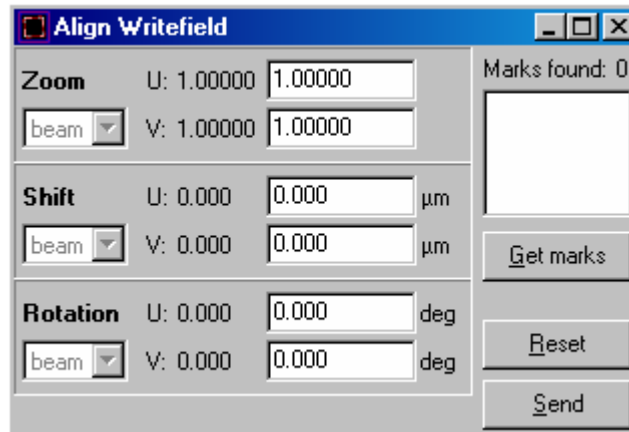 Align Writefield
Zoom U: 1.00000 1.00000
beam V: 1.00000 1.00000
Shift U: 0.000 0.000 µm
beam V: 0.000 0.000 µm
Rotation U: 0.000 0.000 deg
beam V: 0.000 0.000 deg
Marks found: 0
Get marks
Reset
Send